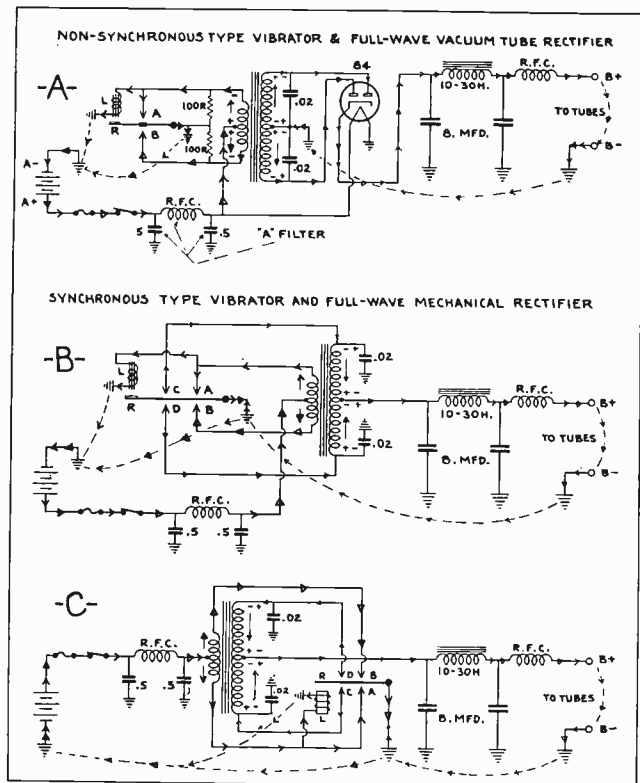 NON-SYNCHRONOUS TYPE VIBRATOR & FULL-WAVE VACUUM TUBE RECTIFIER
-A-
L
A
R
B
100R
100R
L
- +
- +
- +
- +
.02
.02
84
10-30H.
R.F.C.
B+
TO TUBES
8. MFD.
B-
A-
A+
R.F.C.
.5
.5
"A" FILTER
SYNCHRONOUS TYPE VIBRATOR AND FULL-WAVE MECHANICAL RECTIFIER
-B-
L
C
A
R
D
B
- +
- +
- +
- +
.02
.02
10-30H.
R.F.C.
B+
TO TUBES
8. MFD.
B-
R.F.C.
.5
.5
-C-
R.F.C.
.5
.5
- +
- +
- +
- +
.02
.02
R
D
B
C
A
L
10-30H
R.F.C.
B+
TO TUBES
8. MFD.
B-